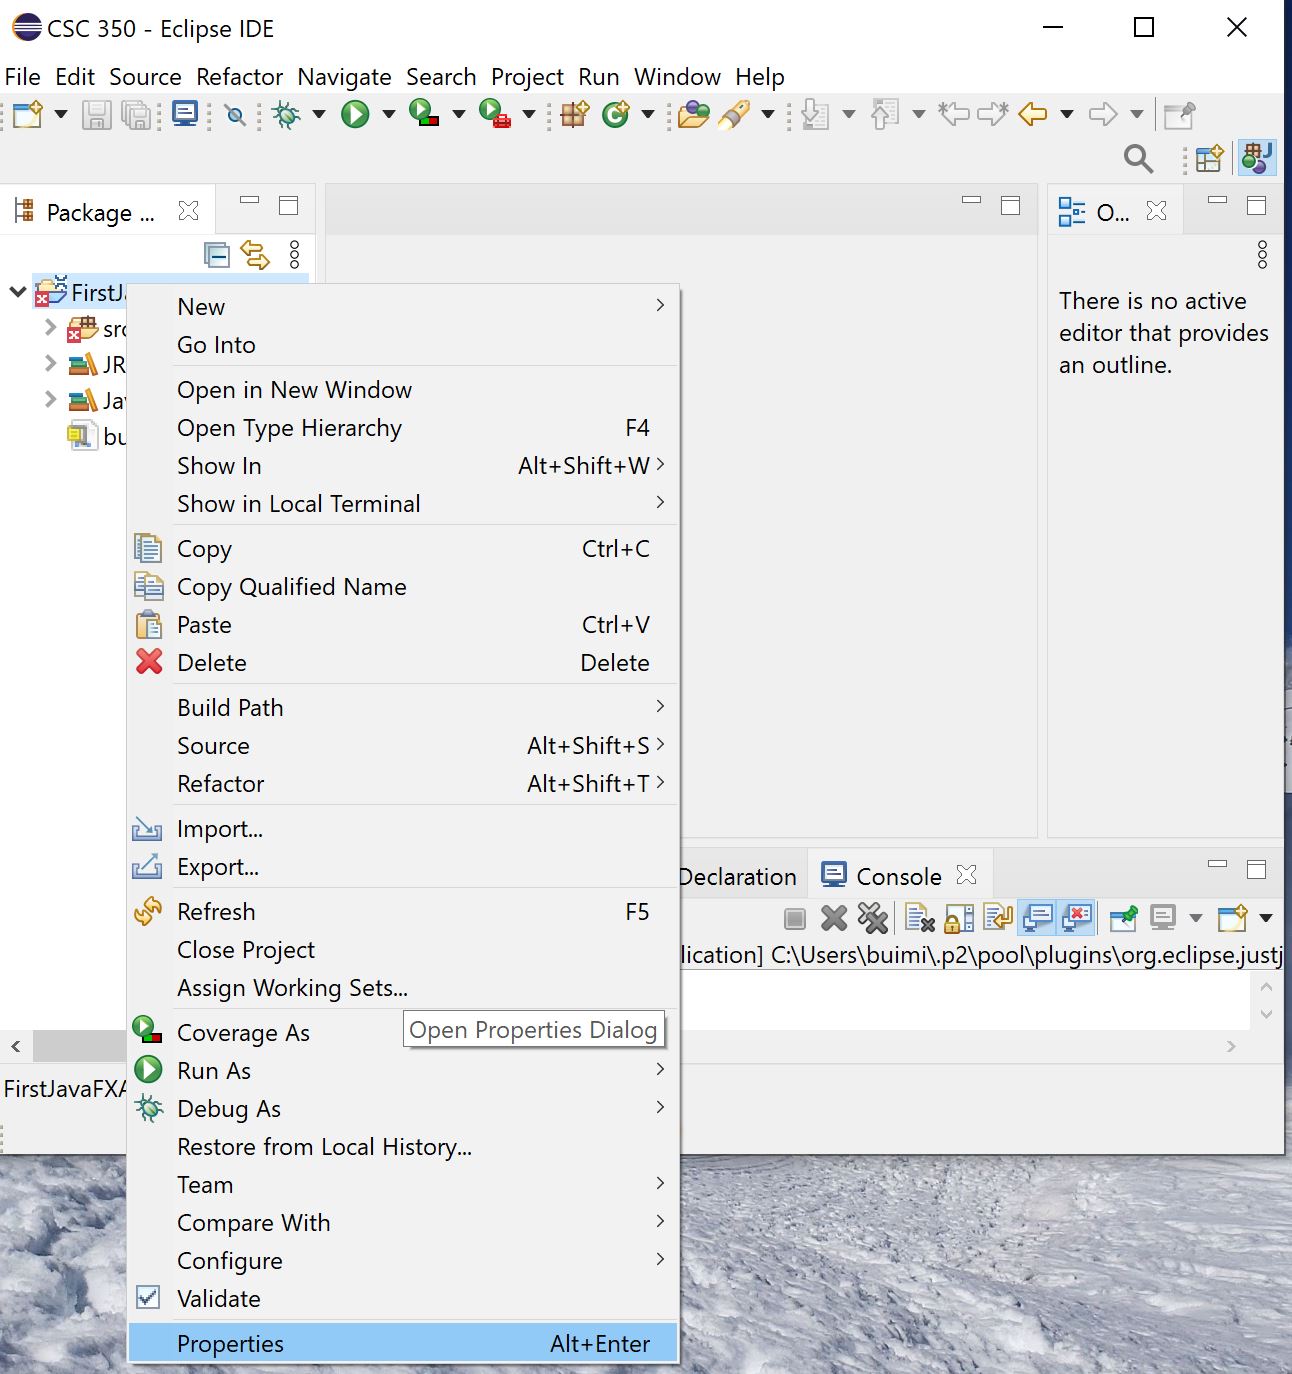 CSC 350 - Eclipse IDE
File Edit Source Refactor Navigate Search Project Run Window Help
Package ...
O...
FirstJ
src
JR
Jav
bu
There is no active
editor that provides
an outline.
New
Go Into
Open in New Window
Open Type Hierarchy F4
Show In Alt+Shift+W
Show in Local Terminal
Copy Ctrl+C
Copy Qualified Name
Paste Ctrl+V
Delete Delete
Build Path
Source Alt+Shift+S
Refactor Alt+Shift+T
Import...
Export...
Refresh F5
Close Project
Assign Working Sets...
Coverage As
Open Properties Dialog
Run As
Debug As
Restore from Local History...
Team
Compare With
Configure
Validate
Properties Alt+Enter
Declaration
Console
lication] C:\Users\buimi\.p2\pool\plugins\org.eclipse.justj
FirstJavaFXA